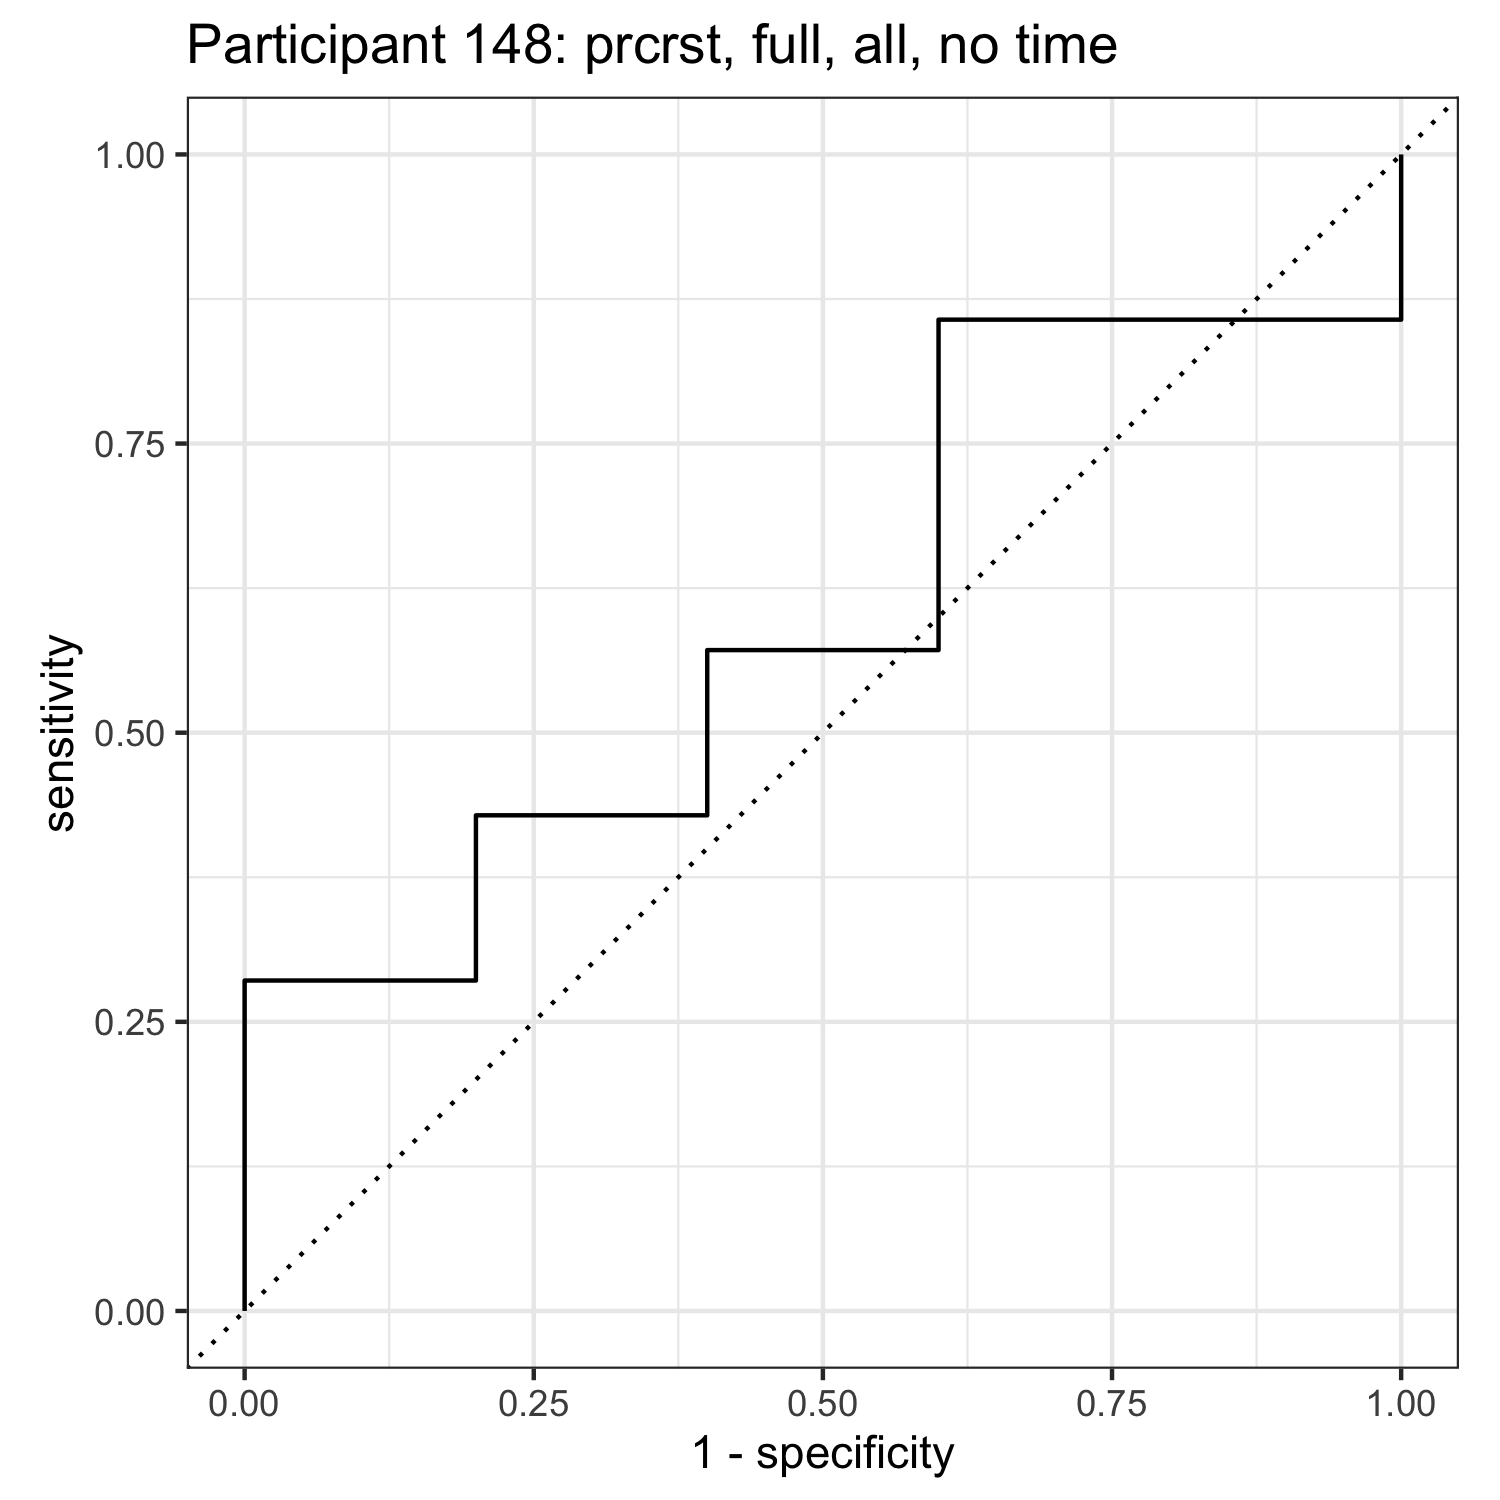 Participant 148: prcrst, full, all, no time
sensitivity
1.00
0.75
0.50
0.25
0.00
0.00 0.25 0.50 0.75 1.00
1 - specificity